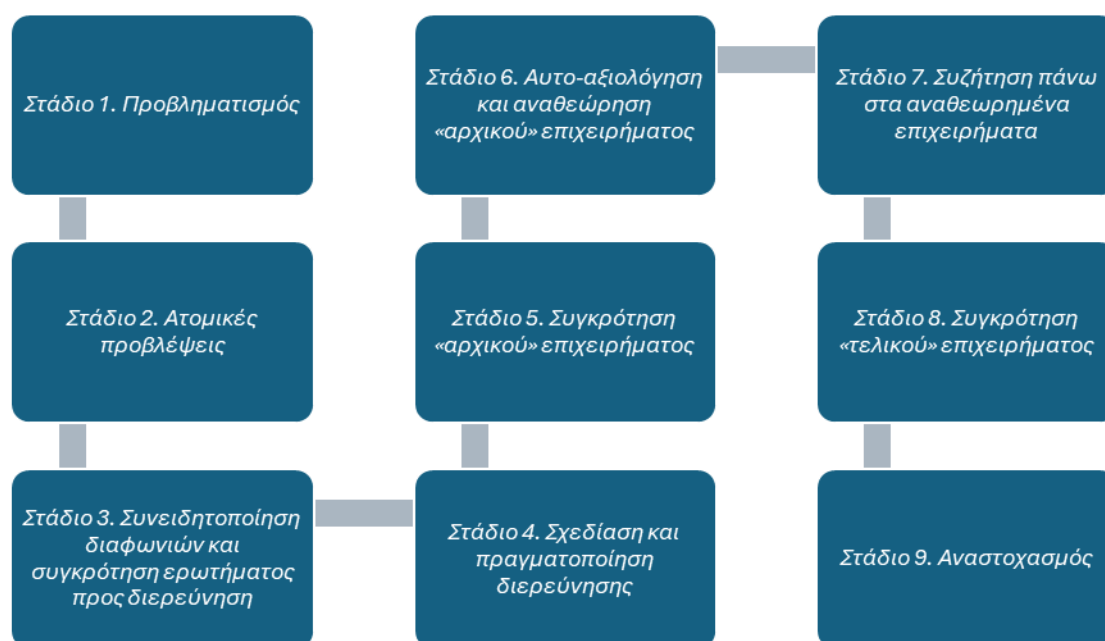 Στάδιο 1. Προβληματισμός
Στάδιο 2. Ατομικές
προβλέψεις
Στάδιο 3. Συνειδητοποίηση
διαφωνιών και
συγκρότηση ερωτήματος
προς διερεύνηση
Στάδιο 4. Σχεδίαση και
πραγματοποίηση
διερεύνησης
Στάδιο 5. Συγκρότηση
«αρχικού» επιχειρήματος
Στάδιο 6. Αυτο-αξιολόγηση
και αναθεώρηση
«αρχικού» επιχειρήματος
Στάδιο 7. Συζήτηση πάνω
στα αναθεωρημένα
επιχειρήματα
Στάδιο 8. Συγκρότηση
«τελικού» επιχειρήματος
Στάδιο 9. Αναστοχασμός